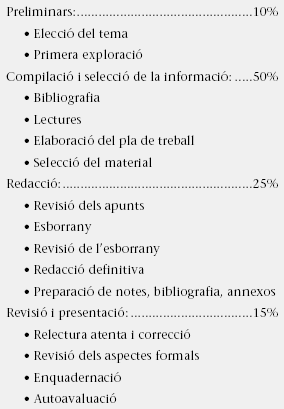 Preliminars:..................................................10%
• Elecció del tema
• Primera exploració
Compilació i selecció de la informació: .....50%
• Bibliografia
• Lectures
• Elaboració del pla de treball
• Selecció del material
Redacció:.....................................................25%
• Revisió dels apunts
• Esborrany
• Revisió de l'esborrany
• Redacció definitiva
• Preparació de notes, bibliografia, annexos
Revisió i presentació: ..................................15%
• Relectura atenta i correcció
• Revisió dels aspectes formals
• Enquadernació
• Autoavaluació